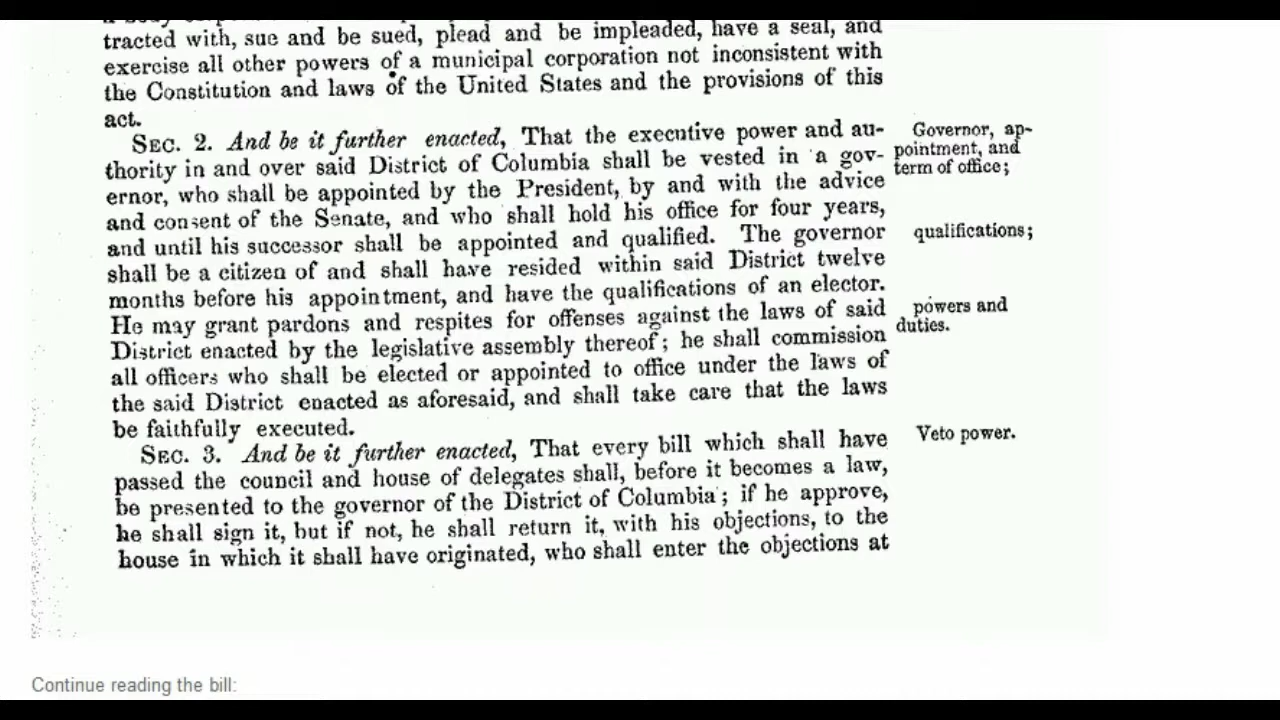 tracted with, sue and be sued, plead and be impleaded, have a seal, and
exercise all other powers of a municipal corporation not inconsistent with
the Constitution and laws of the United States and the provisions of this
act.
SEC. 2. And be it further enacted, That the executive power and au-
thority in and over said District of Columbia shall be vested in a gov-
ernor, who shall be appointed by the President, by and with the advice
and consent of the Senate, and who shall hold his office for four years,
and until his successor shall be appointed and qualified. The governor
shall be a citizen of and shall have resided within said District twelve
months before his appointment, and have the qualifications of an elector.
He may grant pardons and respites for offenses against the laws of said
District enacted by the legislative assembly thereof; he shall commission
all officers who shall be elected or appointed to office under the laws of
the said District enacted as aforesaid, and shall take care that the laws
be faithfully executed.
SEC. 3. And be it further enacted, That every bill which shall have
passed the council and house of delegates shall, before it becomes a law,
be presented to the governor of the District of Columbia; if he approve,
he shall sign it, but if not, he shall return it, with his objections, to the
house in which it shall have originated, who shall enter the objections at
Governor, ap-
pointment, and
term of office;
qualifications;
powers and
duties.
Veto power.
Continue reading the bill: